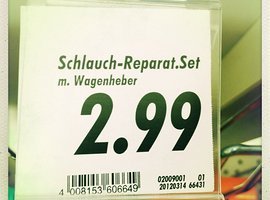 Schlauch-Reparat.Set
m. Wagenheber
2.99
02009001 01
4 008153 606649
20120314 66431